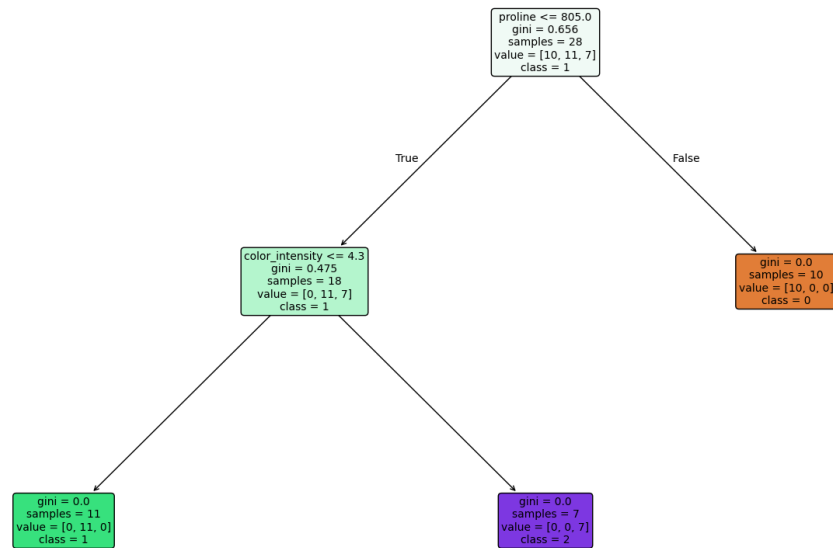 proline <= 805.0
gini = 0.656
samples = 28
value = [10, 11, 7]
class = 1
True
False
color_intensity <= 4.3
gini = 0.475
samples = 18
value = [0, 11, 7]
class = 1
gini = 0.0
samples = 10
value = [10, 0, 0]
class = 0
gini = 0.0
samples = 11
value = [0, 11, 0]
class = 1
gini = 0.0
samples = 7
value = [0, 0, 7]
class = 2